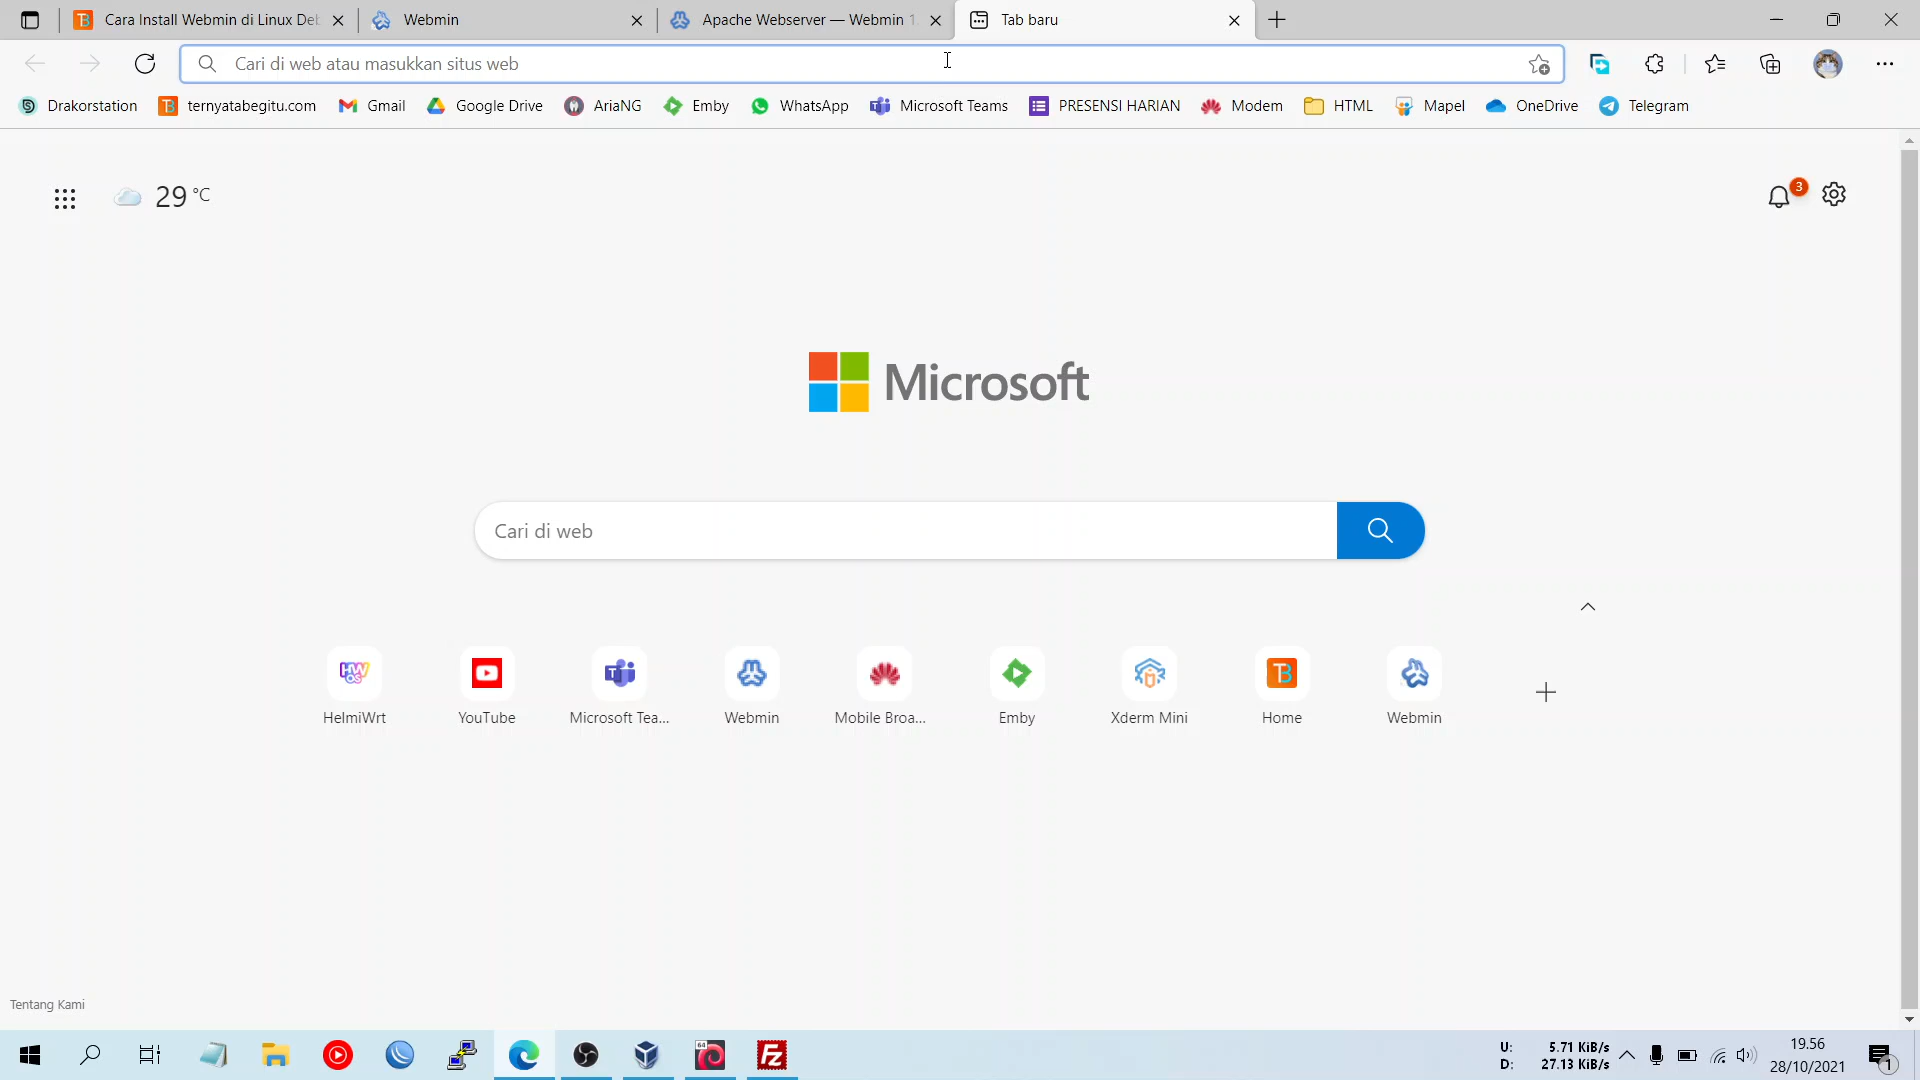 Cara Install Webmin di Linux Deb
Webmin
Apache Webserver — Webmin 1.
Tab baru
Cari di web atau masukkan situs web
Drakorstation
ternyatabegitu.com
Gmail
Google Drive
AriaNG
Emby
WhatsApp
Microsoft Teams
PRESENSI HARIAN
Modem
HTML
Mapel
OneDrive
Telegram
29 °C
3
Microsoft
Cari di web
HelmiWrt
YouTube
Microsoft Tea...
Webmin
Mobile Broa...
Emby
Xderm Mini
Home
Webmin
Tentang Kami
U: 5.71 KiB/s
D: 27.13 KiB/s
19.56
28/10/2021
1